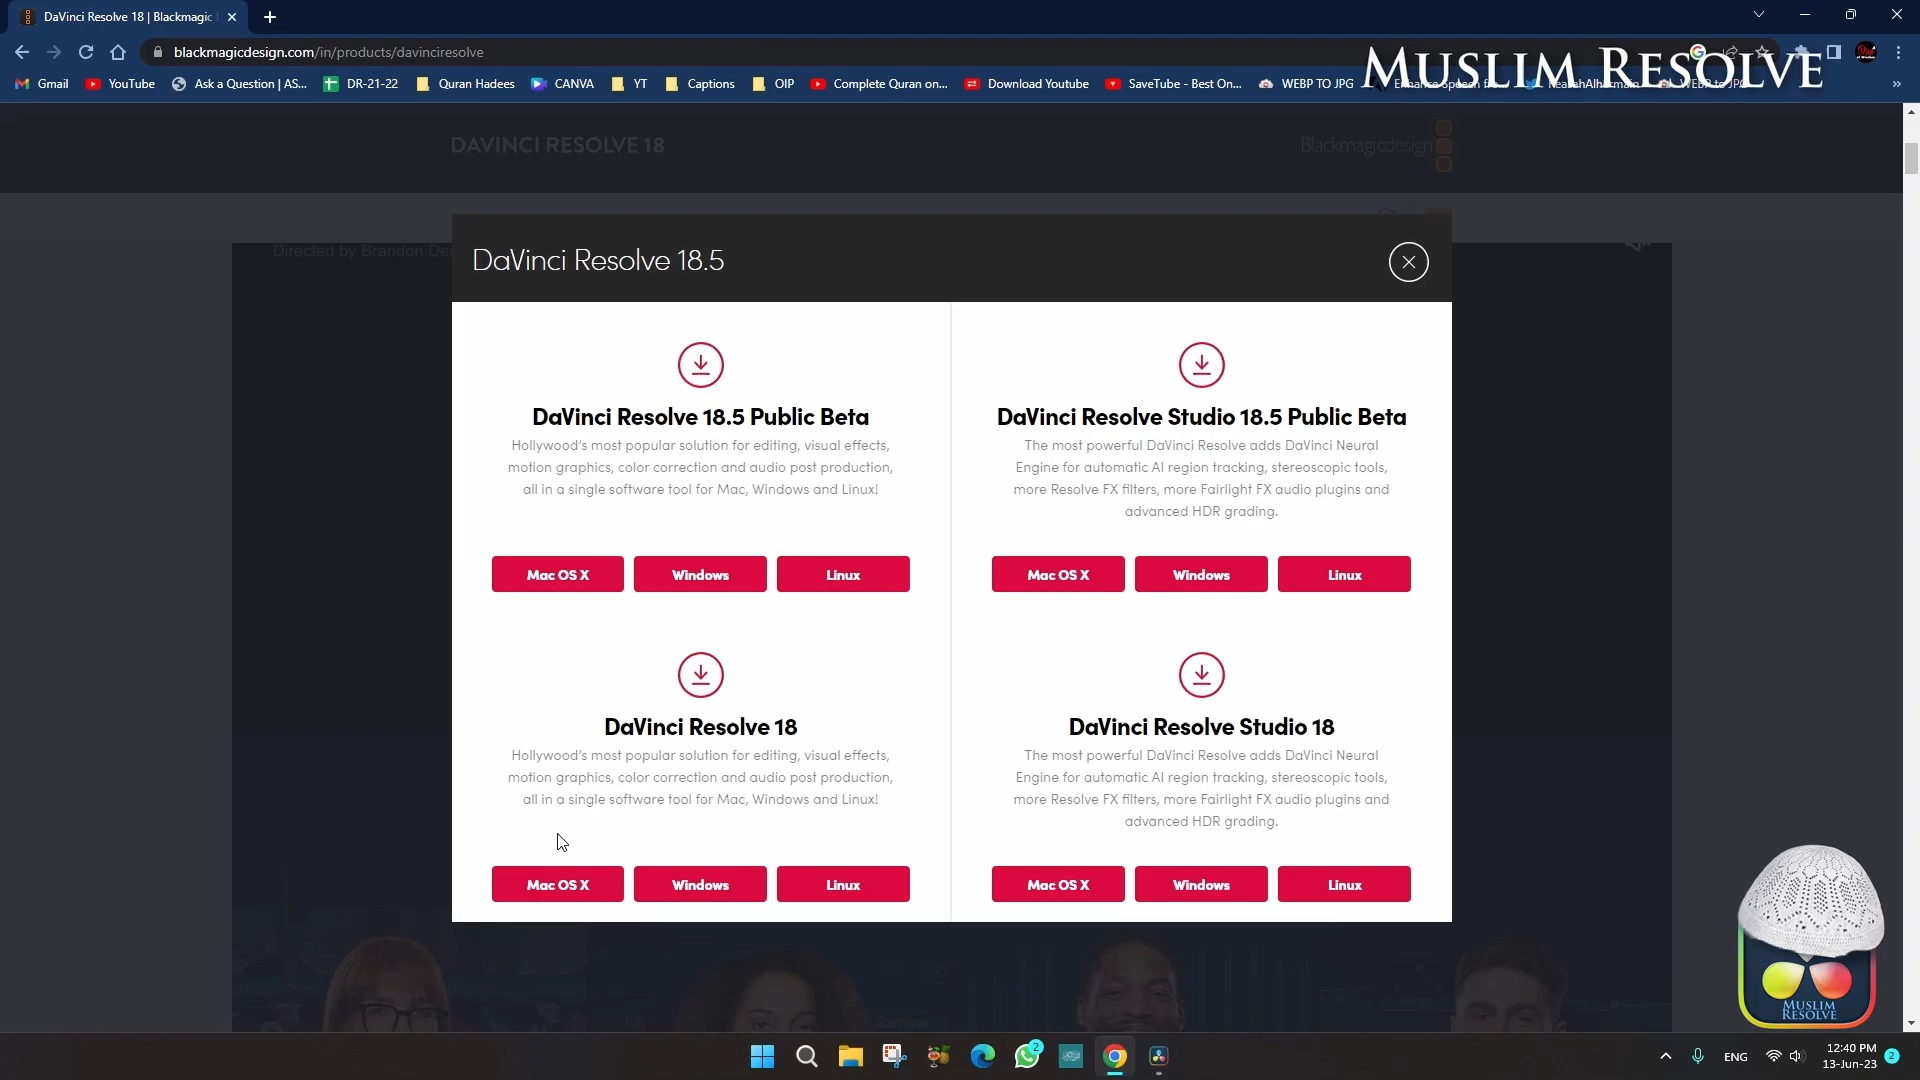 DaVinci Resolve 18 | Blackmagic
blackmagicdesign.com/in/products/davinciresolve
MUSLIM RESOLVE
Gmail
YouTube
Ask a Question | AS...
DR-21-22
Quran Hadees
CANVA
YT
Captions
OIP
Complete Quran on...
Download Youtube
SaveTube - Best On...
WEBP TO JPG
DAVINCI RESOLVE 18
Blackmagicdesign
Directed by Brandon
DaVinci Resolve 18.5
DaVinci Resolve 18.5 Public Beta
Hollywood's most popular solution for editing, visual effects,
motion graphics, color correction and audio post production,
all in a single software tool for Mac, Windows and Linux!
Mac OS X
Windows
Linux
DaVinci Resolve Studio 18.5 Public Beta
The most powerful DaVinci Resolve adds DaVinci Neural
Engine for automatic AI region tracking, stereoscopic tools,
more Resolve FX filters, more Fairlight FX audio plugins and
advanced HDR grading.
Mac OS X
Windows
Linux
DaVinci Resolve 18
Hollywood's most popular solution for editing, visual effects,
motion graphics, color correction and audio post production,
all in a single software tool for Mac, Windows and Linux!
Mac OS X
Windows
Linux
DaVinci Resolve Studio 18
The most powerful DaVinci Resolve adds DaVinci Neural
Engine for automatic AI region tracking, stereoscopic tools,
more Resolve FX filters, more Fairlight FX audio plugins and
advanced HDR grading.
Mac OS X
Windows
Linux
MUSLIM
RESOLVE
2
ENG
12:40 PM
13-Jun-23
2